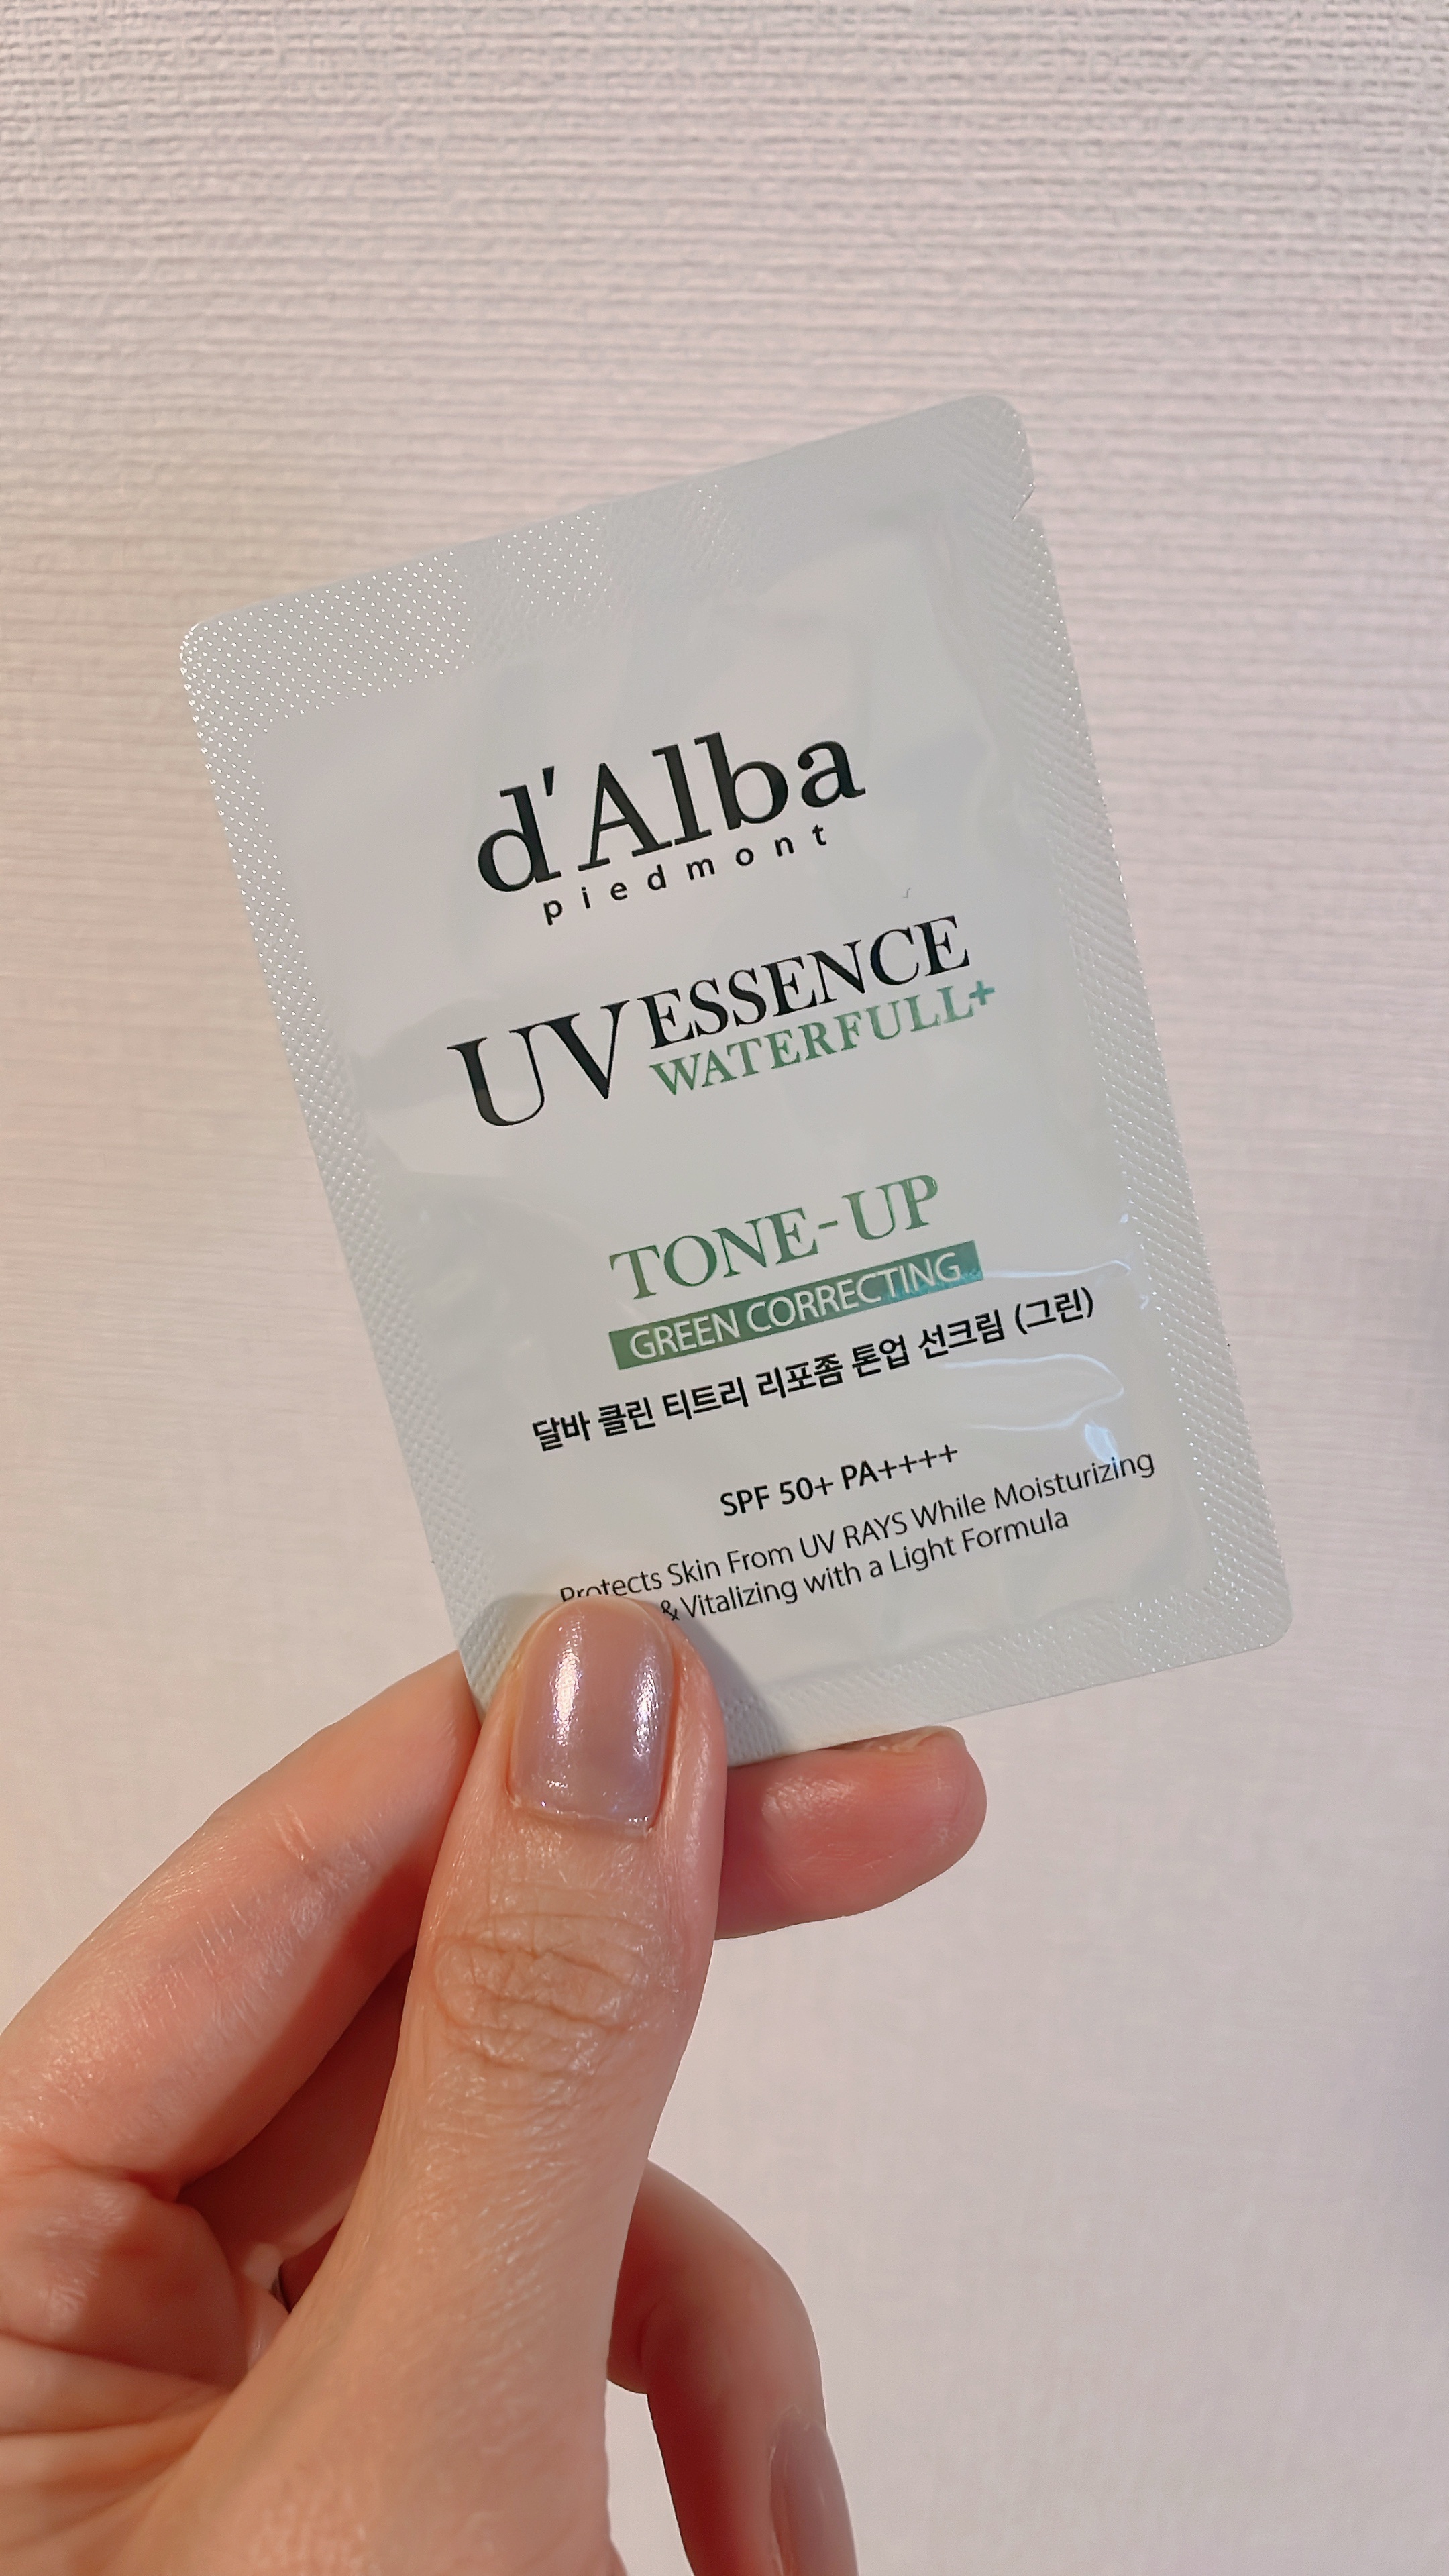 d'Alba
piedmont
UV ESSENCE
WATERFULL+
TONE-UP
GREEN CORRECTING
달바 클린 티트리 리포좀 톤업 선크림 (그린)
SPF 50+ PA++++
Protects Skin From UV RAYS While Moisturizing
& Vitalizing with a Light Formula